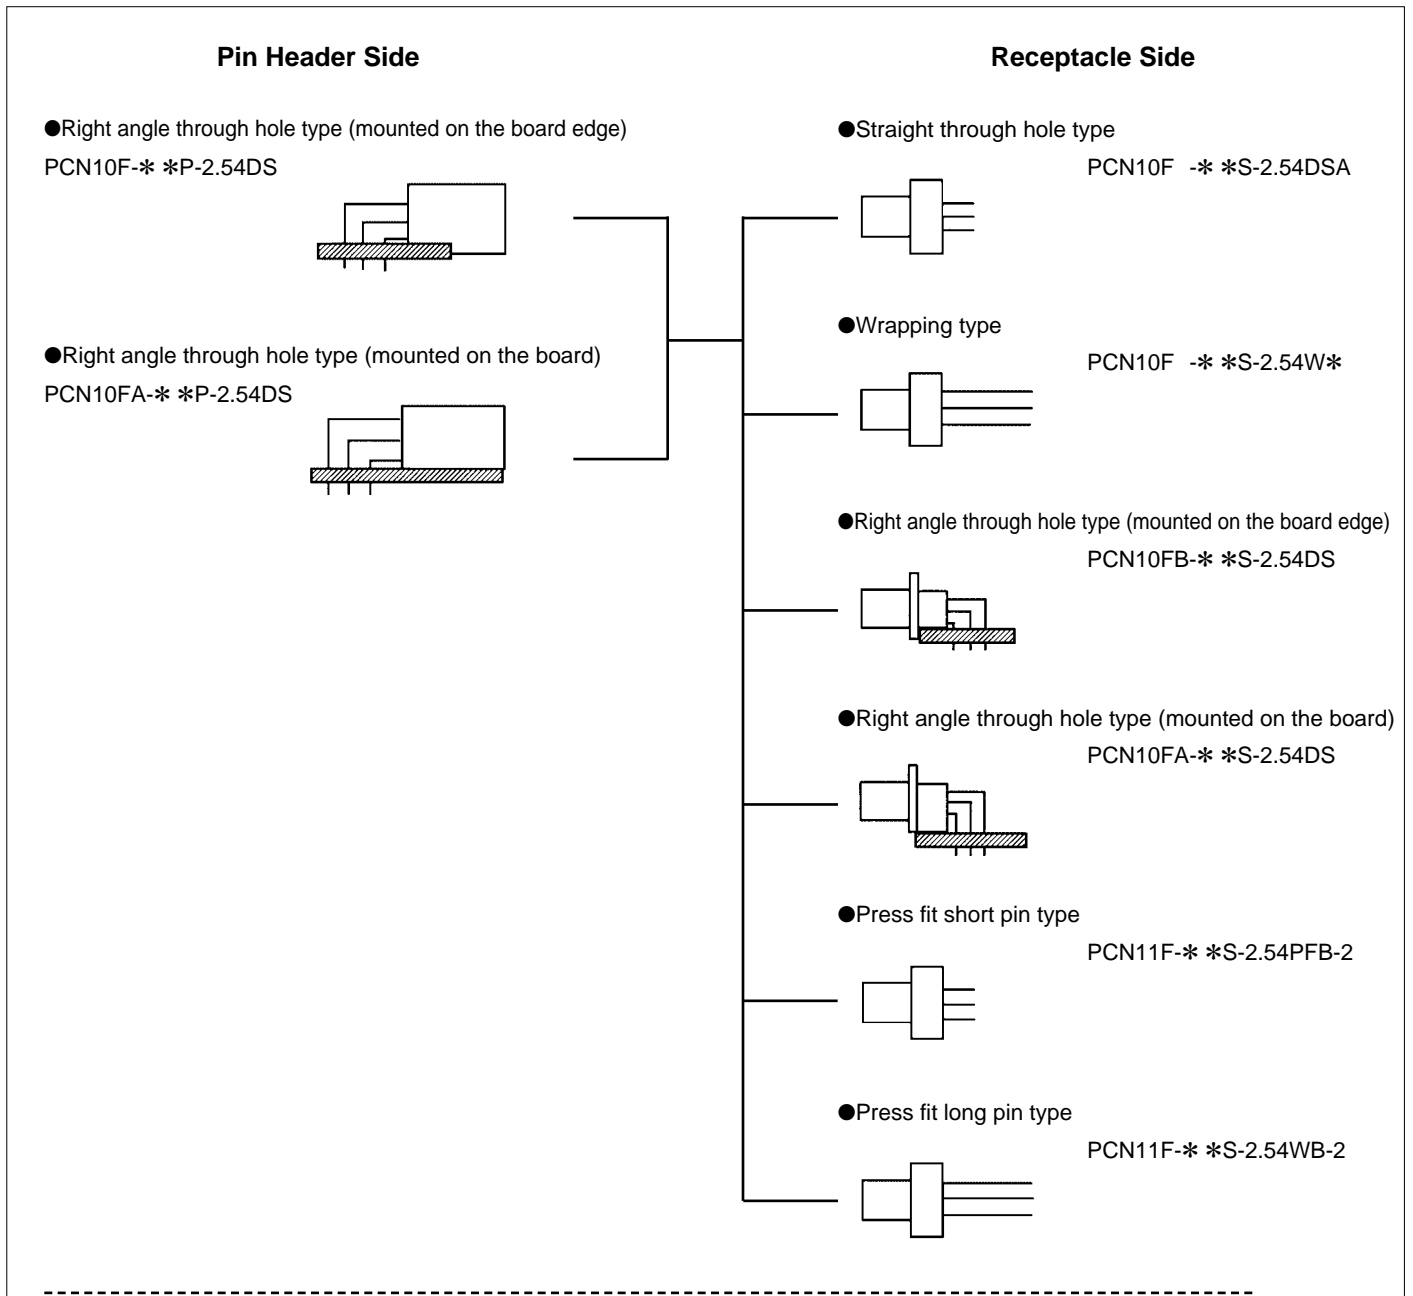 Pin Header Side
●Right angle through hole type (mounted on the board edge)
PCN10F-＊＊P-2.54DS
●Right angle through hole type (mounted on the board)
PCN10FA-＊＊P-2.54DS
Receptacle Side
●Straight through hole type
PCN10F -＊＊S-2.54DSA
●Wrapping type
PCN10F -＊＊S-2.54W＊
●Right angle through hole type (mounted on the board edge)
PCN10FB-＊＊S-2.54DS
●Right angle through hole type (mounted on the board)
PCN10FA-＊＊S-2.54DS
●Press fit short pin type
PCN11F-＊＊S-2.54PFB-2
●Press fit long pin type
PCN11F-＊＊S-2.54WB-2